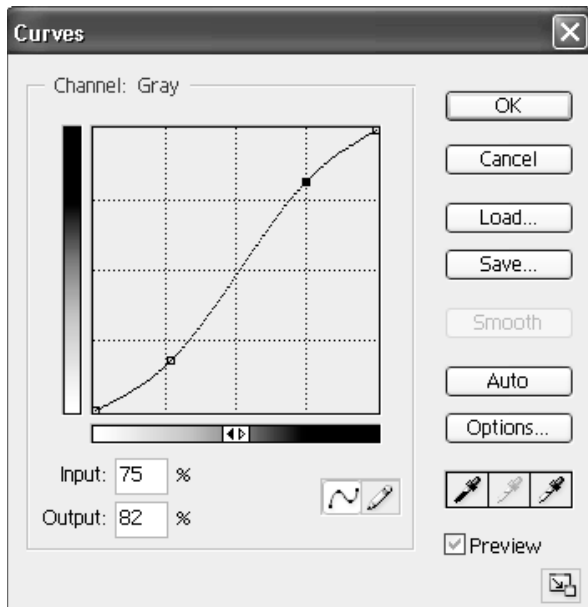 Curves
Channel: Gray
OK
Cancel
Load...
Save...
Smooth
Auto
Options...
Input: 75 %
Output: 82 %
Preview